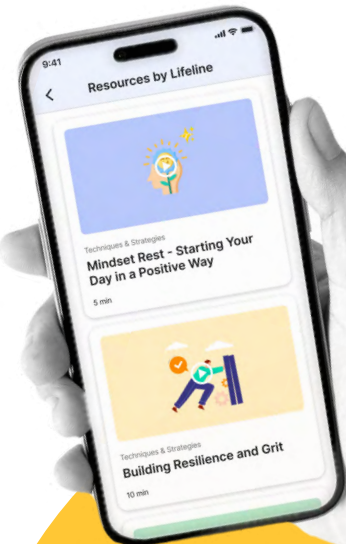 9:41
Resources by Lifeline
Techniques & Strategies
Mindset Rest - Starting Your
Day in a Positive Way
5 min
Techniques & Strategies
Building Resilience and Grit
10 min